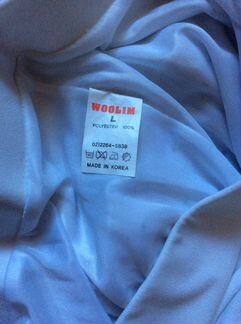 WOOLIM
L
POLYESTER 100%
02)2264-5838
MADE IN KOREA